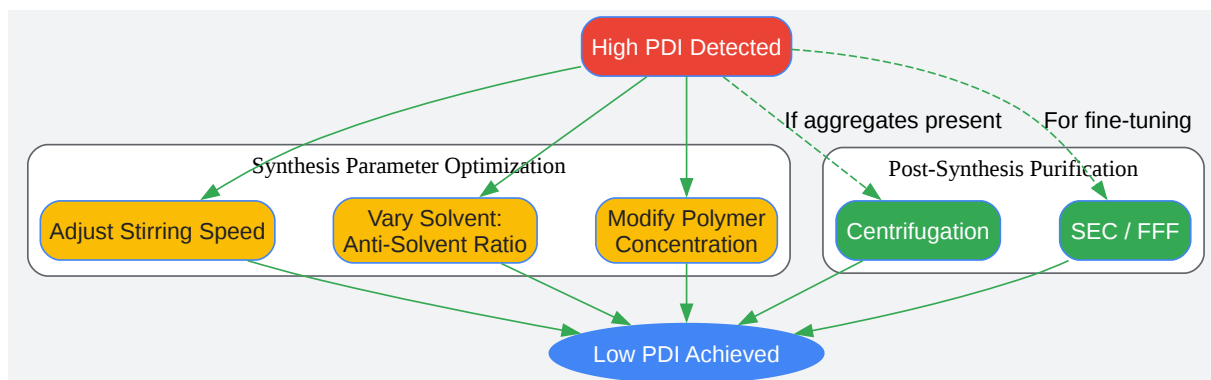 High PDI Detected
If aggregates present
For fine-tuning
Synthesis Parameter Optimization
Post-Synthesis Purification
Adjust Stirring Speed
Vary Solvent:
Anti-Solvent Ratio
Modify Polymer
Concentration
Centrifugation
SEC / FFF
Low PDI Achieved